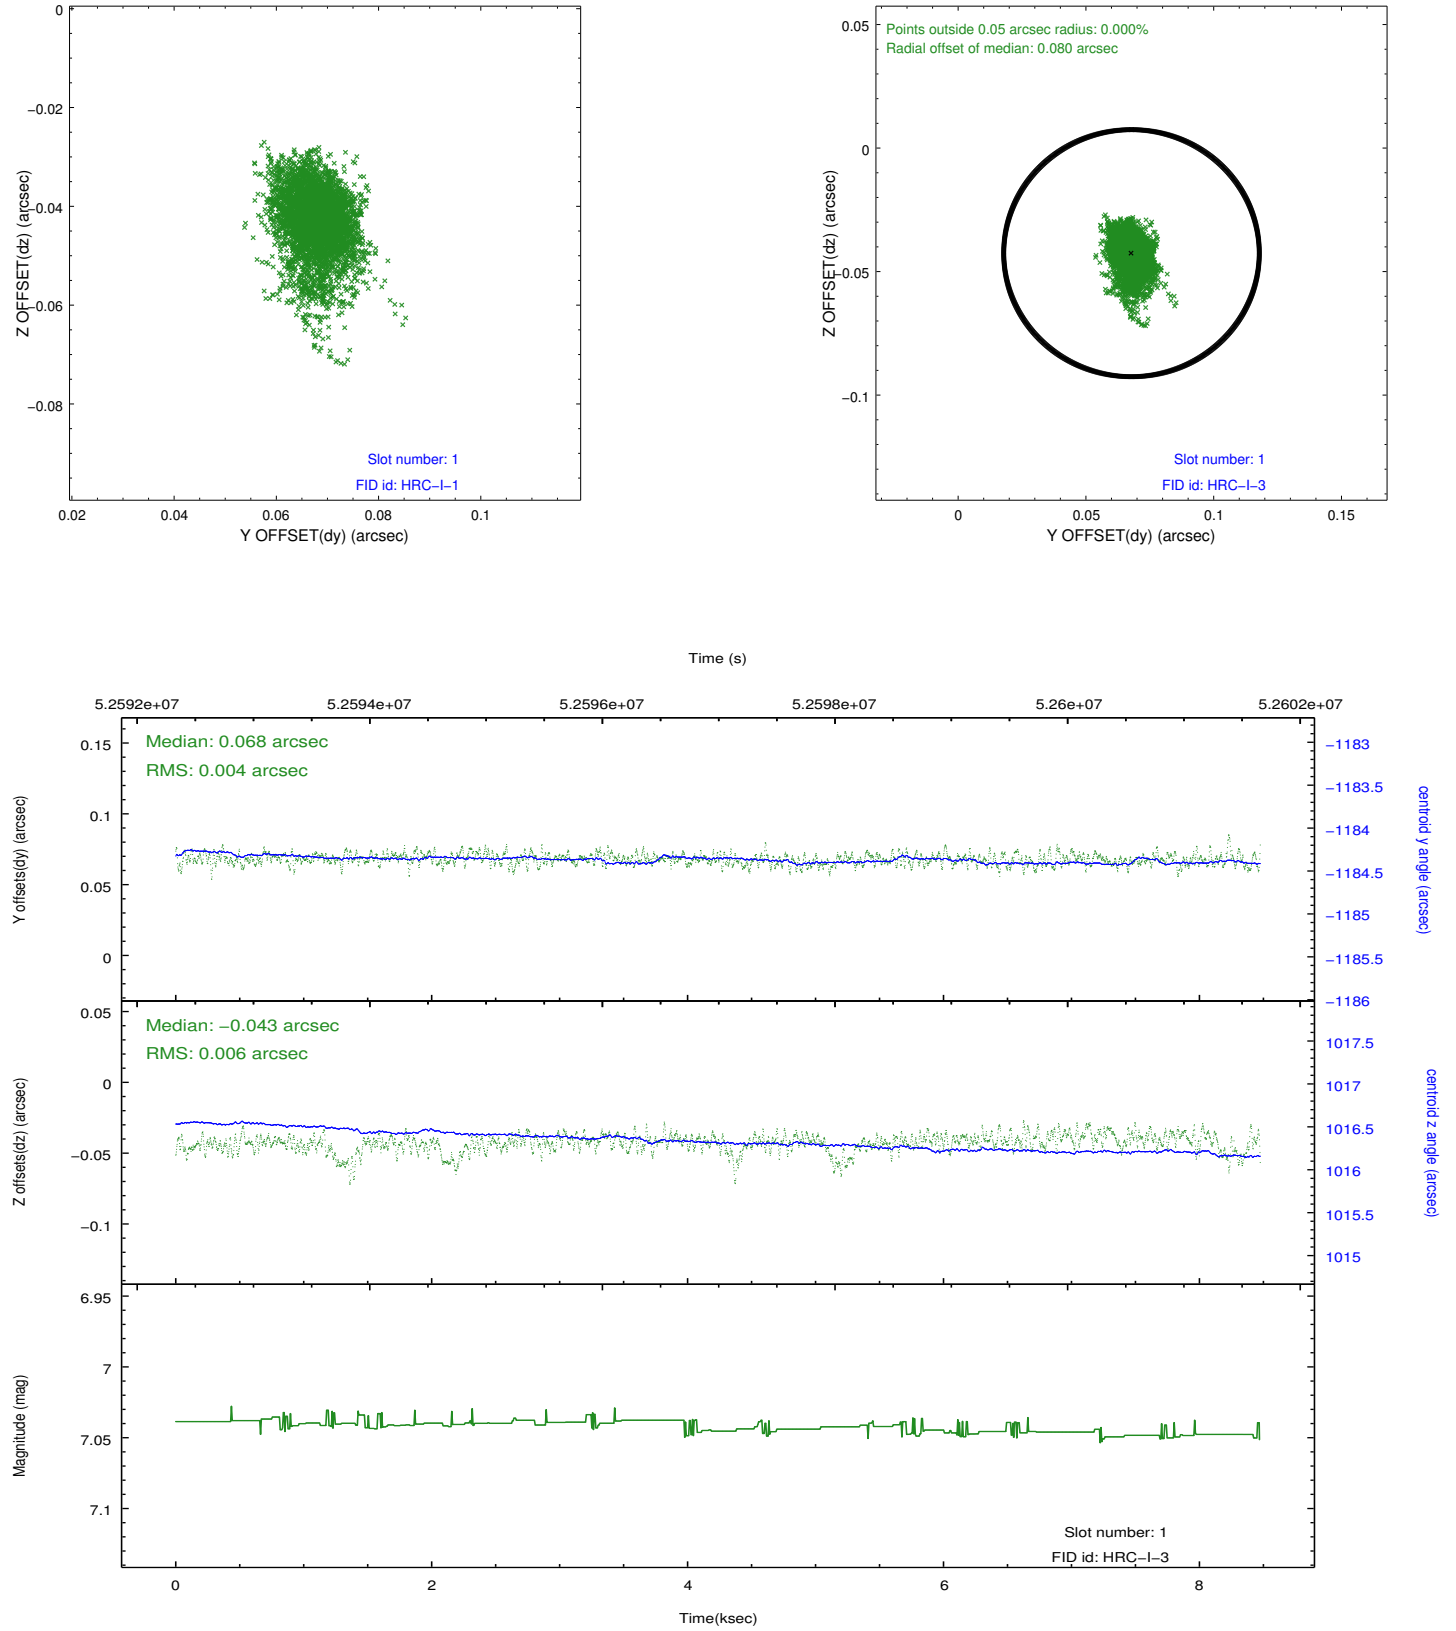 0
−0.02
−0.04
−0.06
−0.08
Z OFFSET(dz) (arcsec)
Slot number: 1
FID id: HRC−I−1
0.02
0.04
0.06
0.08
0.1
Y OFFSET(dy) (arcsec)
0.05
0
−0.05
−0.1
Z OFFSET(dz) (arcsec)
Points outside 0.05 arcsec radius: 0.000%
Radial offset of median: 0.080 arcsec
Slot number: 1
FID id: HRC−I−3
0
0.05
0.1
0.15
Y OFFSET(dy) (arcsec)
Time (s)
5.2592e+07
5.2594e+07
5.2596e+07
5.2598e+07
5.26e+07
5.2602e+07
0.15
0.1
0.05
0
Y offsets(dy) (arcsec)
Median: 0.068 arcsec
RMS: 0.004 arcsec
−1183
−1183.5
−1184
−1184.5
−1185
−1185.5
−1186
centroid y angle (arcsec)
0.05
0
−0.05
−0.1
Z offsets(dz) (arcsec)
Median: −0.043 arcsec
RMS: 0.006 arcsec
1017.5
1017
1016.5
1016
1015.5
1015
centroid z angle (arcsec)
6.95
7
7.05
7.1
Magnitude (mag)
Slot number: 1
FID id: HRC−I−3
0
2
4
6
8
Time(ksec)